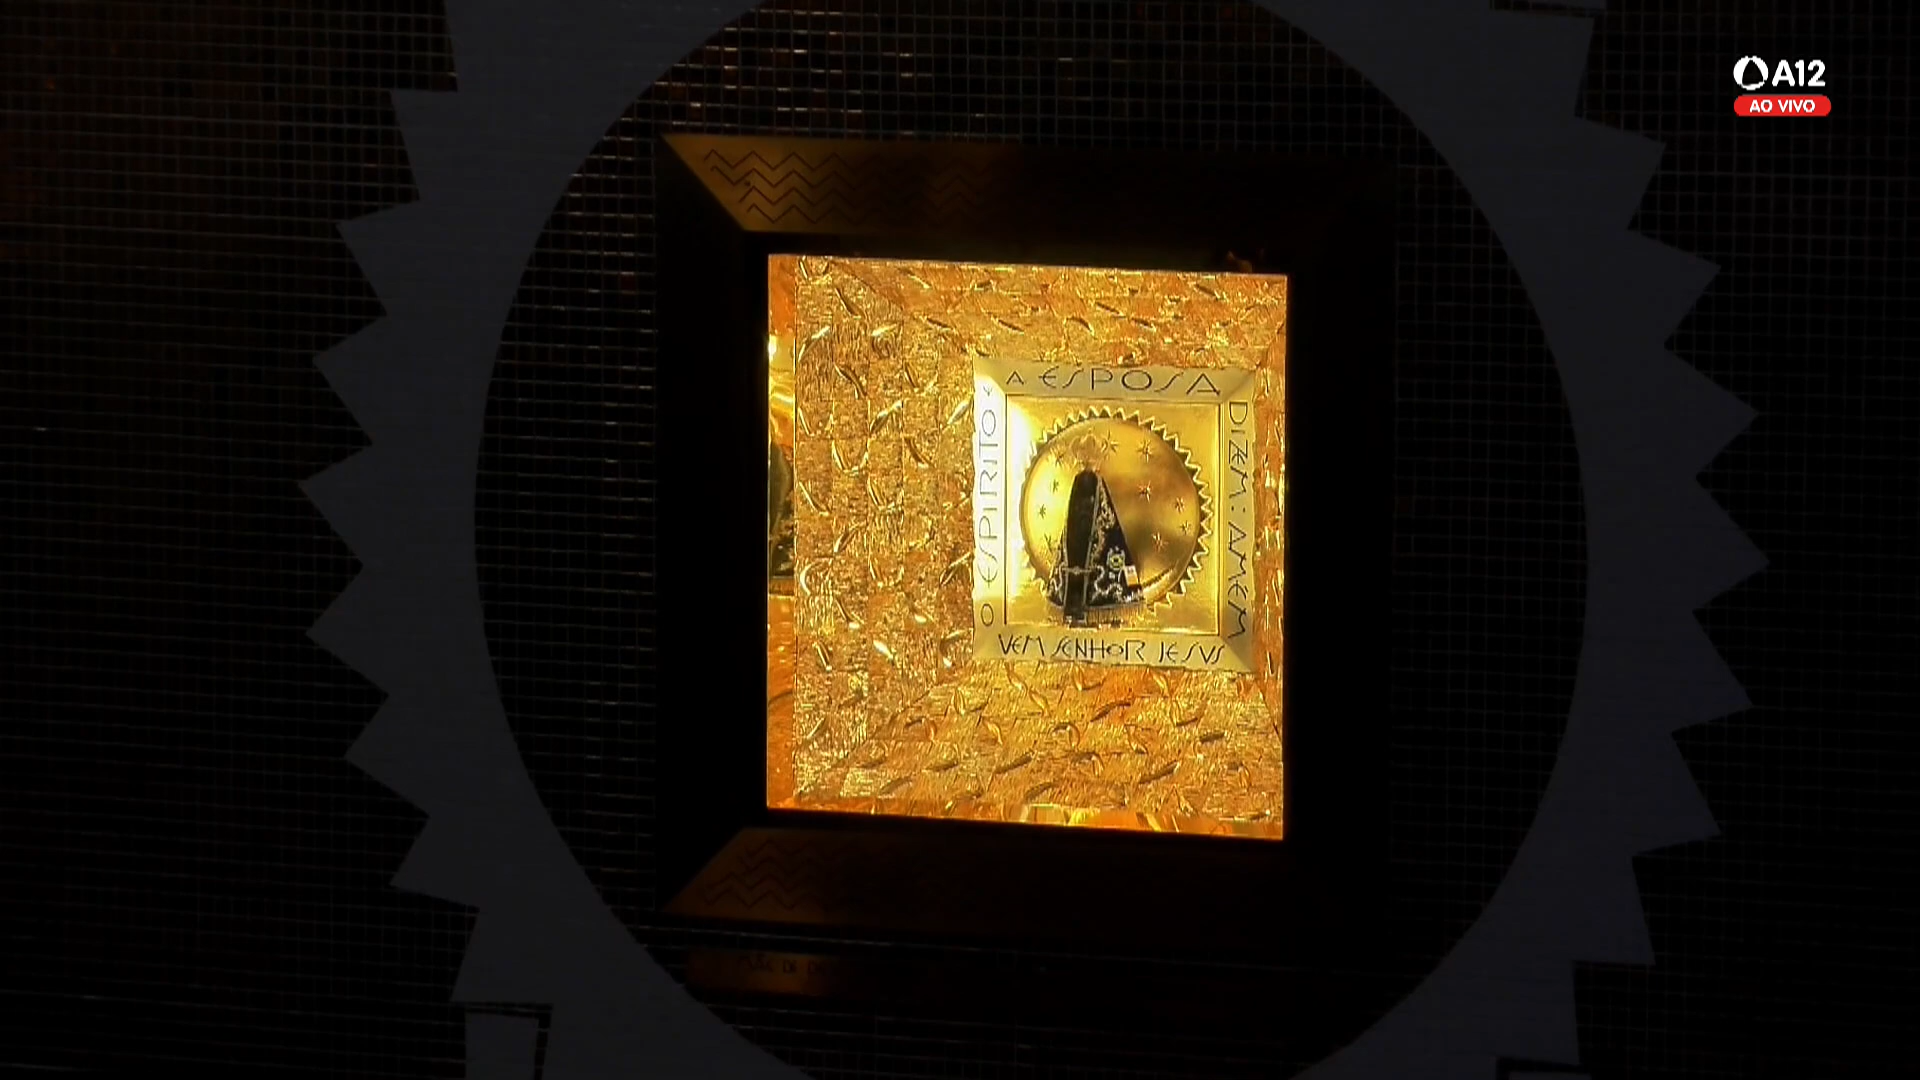 A12
AO VIVO
A ESPOSA
O ESPIRITO E
DIZEM: AMEM
VEM SENHOR JESUS